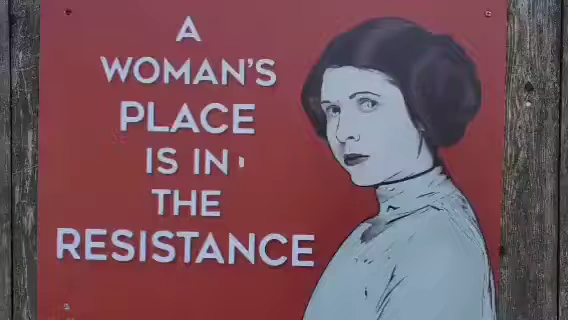 A
WOMAN'S
PLACE
IS IN
THE
RESISTANCE